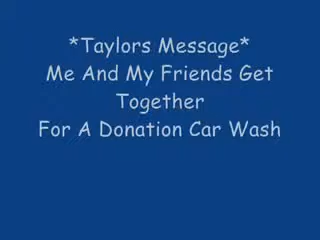 *Taylors Message*
Me And My Friends Get
Together
For A Donation Car Wash